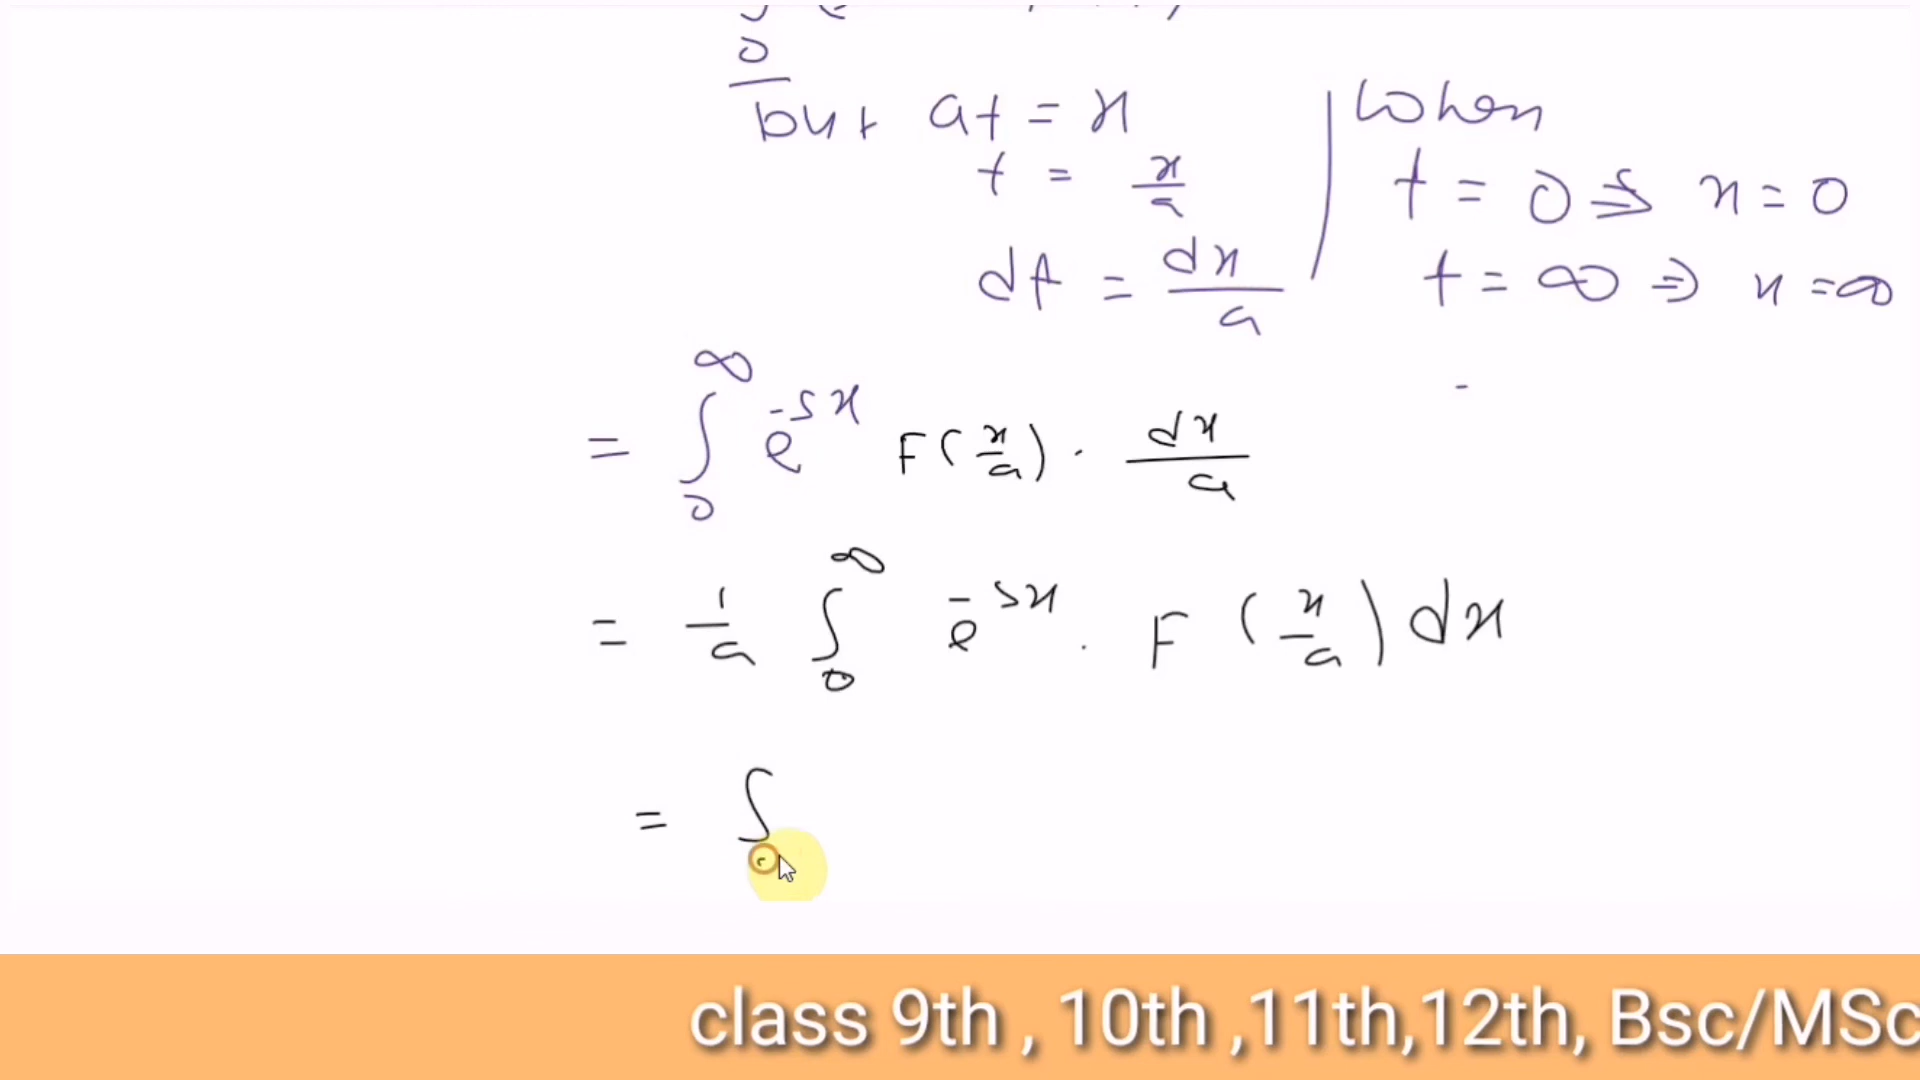 0
but at = x | When
t = x/a t = 0 ⇒ x = 0
dt = dx/a t = ∞ ⇒ x = ∞
= ∫₀^∞ e^-sx F(x/a) · dx/a
= 1/a ∫₀^∞ e^-sx . F (x/a) dx
= ∫
class 9th , 10th ,11th,12th, Bsc/MSc